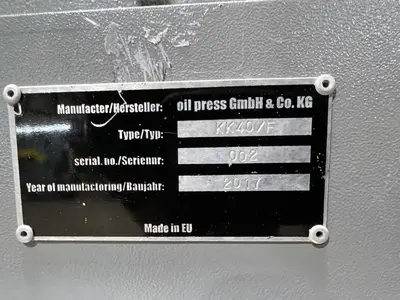 Manufacter/Hersteller: oil press GmbH & Co. KG
Type/Typ: KK40/F
serial. no./Seriennr: 062
Year of manufactoring/Baujahr: 2017
Made in EU